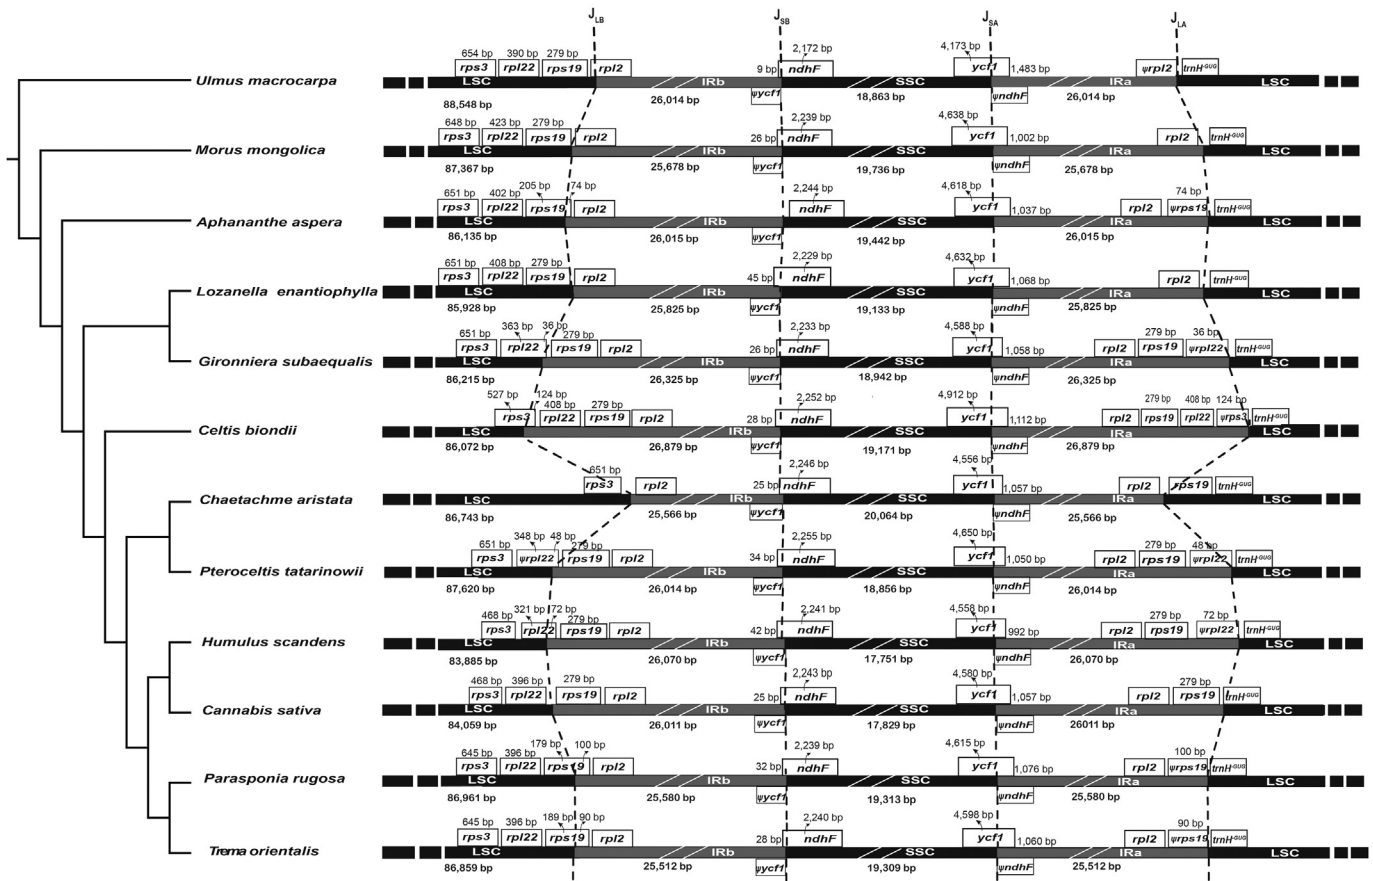 JLB JSB JSA JLA
654 bp 390 bp 279 bp 2,172 bp 4,173 bp
rps3 rpl22 rps19 rpl2 9 bp ndhF ycf1 1,483 bp ψrpl2 trnH-GUG
Ulmus macrocarpa LSC IRb SSC IRa LSC
88,548 bp 26,014 bp ψycf1 18,863 bp ψndhF 26,014 bp
648 bp 423 bp 279 bp 2,239 bp 4,638 bp
rps3 rpl22 rps19 rpl2 26 bp ndhF ycf1 1,002 bp rpl2 trnH-GUG
Morus mongolica LSC IRb SSC IRa LSC
87,367 bp 25,678 bp ψycf1 19,736 bp ψndhF 25,678 bp
651 bp 402 bp 205 bp 74 bp 2,244 bp 4,618 bp 74 bp
rps3 rpl22 rps19 rpl2 ndhF ycf1 1,037 bp rpl2 ψrps19 trnH-GUG
Aphananthe aspera LSC IRb SSC IRa LSC
86,135 bp 26,015 bp ψycf1 19,442 bp 26,015 bp
651 bp 408 bp 279 bp 2,229 bp 4,632 bp
rps3 rpl22 rps19 rpl2 45 bp ndhF ycf1 1,068 bp rpl2 trnH-GUG
Lozanella enantiophylla LSC IRb SSC IRa LSC
85,928 bp 25,825 bp ψycf1 19,133 bp ψndhF 25,825 bp
651 bp 363 bp 36 bp 279 bp 2,233 bp 4,588 bp 279 bp 36 bp
rps3 rpl22 rps19 rpl2 26 bp ndhF ycf1 1,058 bp rpl2 rps19 ψrpl22 trnH-GUG
Gironniera subaequalis LSC IRb SSC IRa LSC
86,215 bp 26,325 bp ψycf1 18,942 bp ψndhF 26,325 bp
527 bp 124 bp 408 bp 279 bp 2,252 bp 4,912 bp 279 bp 408 bp 124 bp
rps3 rpl22 rps19 rpl2 28 bp ndhF ycf1 1,112 bp rpl2 rps19 rpl22 ψrps3 trnH-GUG
Celtis biondii LSC IRb SSC IRa LSC
86,072 bp 26,879 bp ψycf1 19,171 bp ψndhF 26,879 bp
651 bp 2,246 bp 4,556 bp
rps3 rpl2 25 bp ndhF ycf1 1,057 bp rpl2 rps19 trnH-GUG
Chaetachme aristata LSC IRb SSC IRa LSC
86,743 bp 25,566 bp ψycf1 20,064 bp ψndhF 25,566 bp
651 bp 348 bp 48 bp 279 bp 2,255 bp 4,650 bp 279 bp 48 bp
rps3 ψrpl22 rps19 rpl2 34 bp ndhF ycf1 1,050 bp rpl2 rps19 ψrpl22 trnH-GUG
Pteroceltis tatarinowii LSC IRb SSC IRa LSC
87,620 bp 26,014 bp ψycf1 18,856 bp ψndhF 26,014 bp
468 bp 321 bp 72 bp 279 bp 2,241 bp 4,558 bp 279 bp 72 bp
rps3 rpl22 rps19 rpl2 42 bp ndhF ycf1 992 bp rpl2 rps19 ψrpl22 trnH-GUG
Humulus scandens LSC IRb SSC IRa LSC
83,885 bp 26,070 bp ψycf1 17,751 bp ψndhF 26,070 bp
468 bp 396 bp 279 bp 2,243 bp 4,580 bp 279 bp
rps3 rpl22 rps19 rpl2 25 bp ndhF ycf1 1,057 bp rpl2 rps19 trnH-GUG
Cannabis sativa LSC IRb SSC IRa LSC
84,059 bp 26,011 bp ψycf1 17,829 bp ψndhF 26011 bp
645 bp 396 bp 179 bp 100 bp 2,239 bp 4,615 bp 100 bp
rps3 rpl22 rps19 rpl2 32 bp ndhF ycf1 1,076 bp rpl2 ψrps19 trnH-GUG
Parasponia rugosa LSC IRb SSC IRa LSC
86,961 bp 25,580 bp ψycf1 19,313 bp ψndhF 25,580 bp
645 bp 396 bp 189 bp 90 bp 2,240 bp 4,598 bp 90 bp
rps3 rpl22 rps19 rpl2 28 bp ndhF ycf1 1,060 bp rpl2 ψrps19 trnH-GUG
Trema orientalis LSC IRb SSC IRa LSC
86,859 bp 25,512 bp ψycf1 19,309 bp ψndhF 25,512 bp